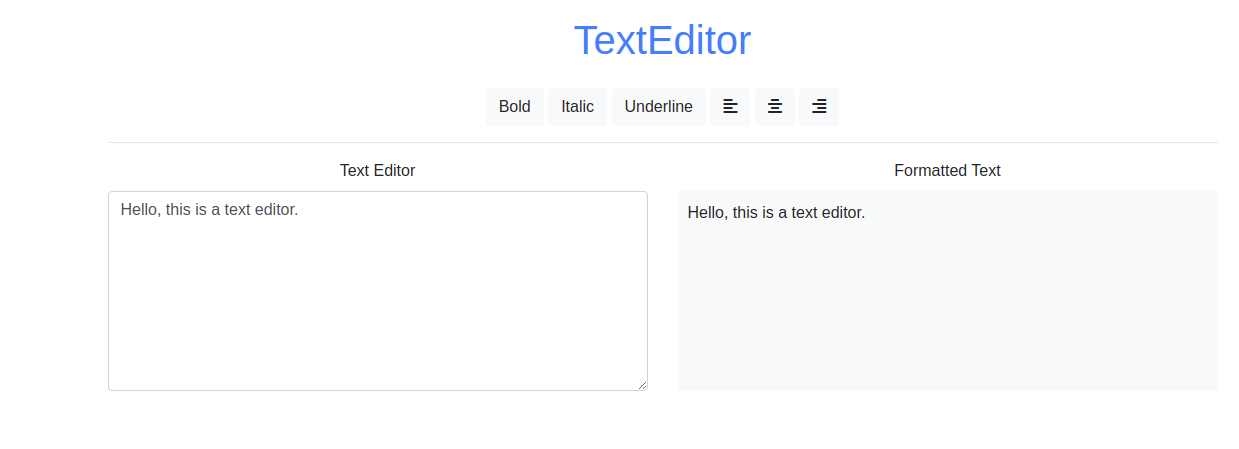 TextEditor
Bold Italic Underline
Text Editor
Formatted Text
Hello, this is a text editor.
Hello, this is a text editor.